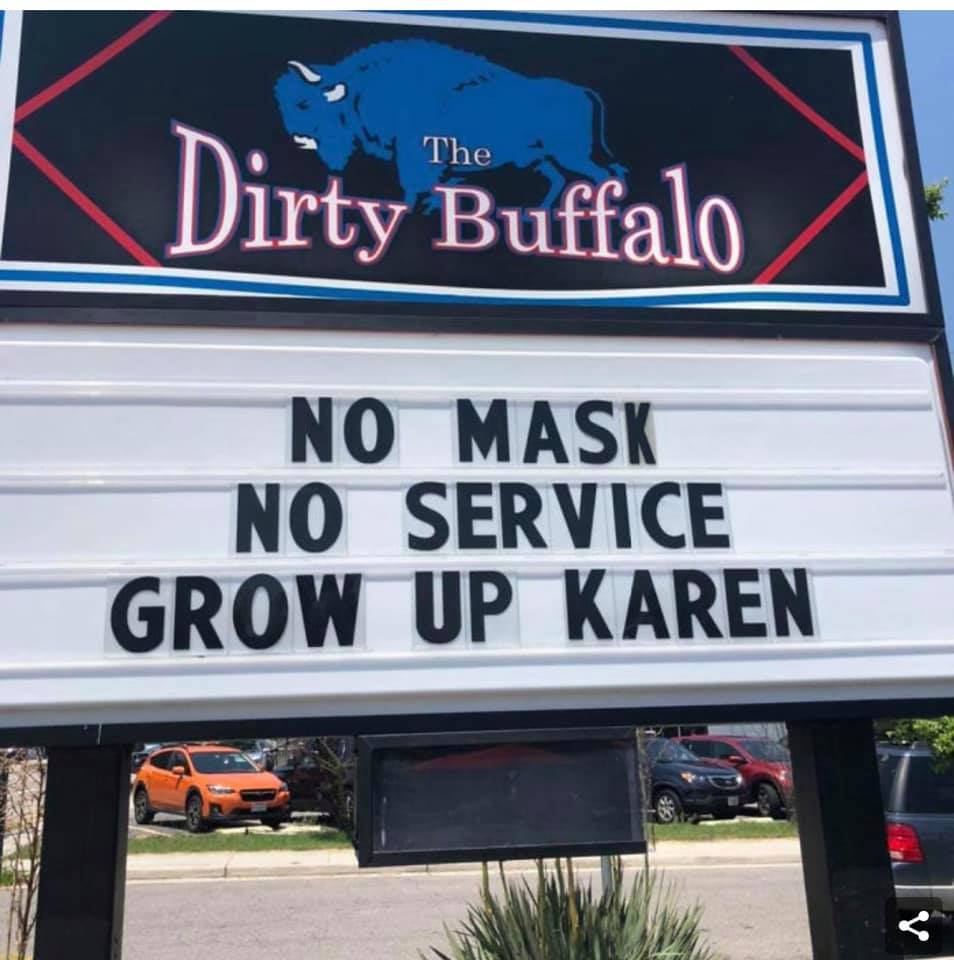 The
Dirty Buffalo
NO MASK
NO SERVICE
GROW UP KAREN